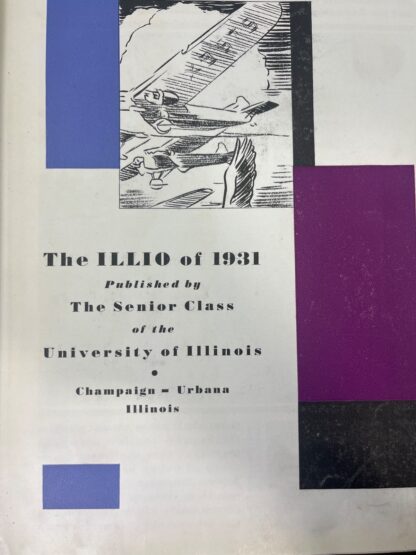 The ILLIO of 1931
Published by
The Senior Class
of the
University of Illinois
•
Champaign - Urbana
Illinois